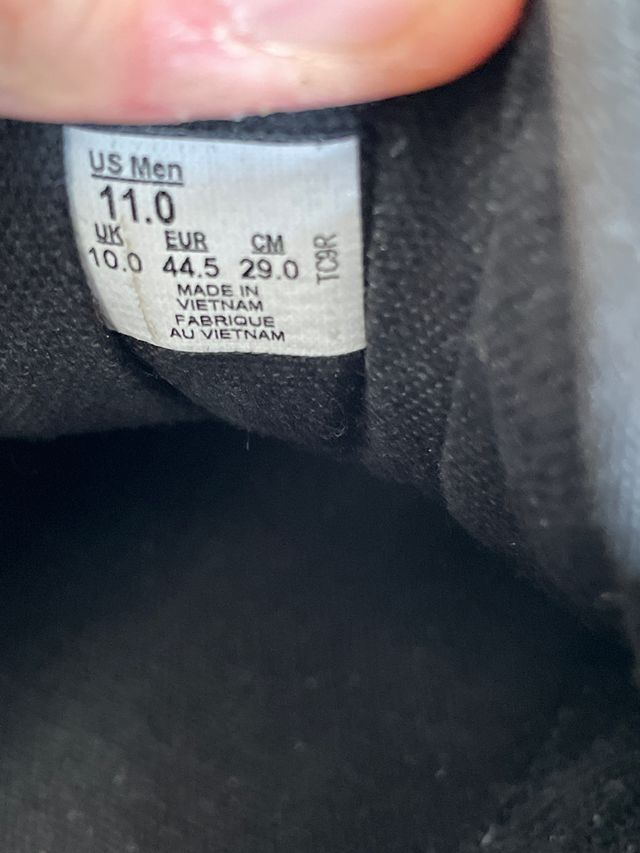 US Men
11.0
UK EUR CM
10.0 44.5 29.0
MADE IN
VIETNAM
FABRIQUE
AU VIETNAM
TC9R